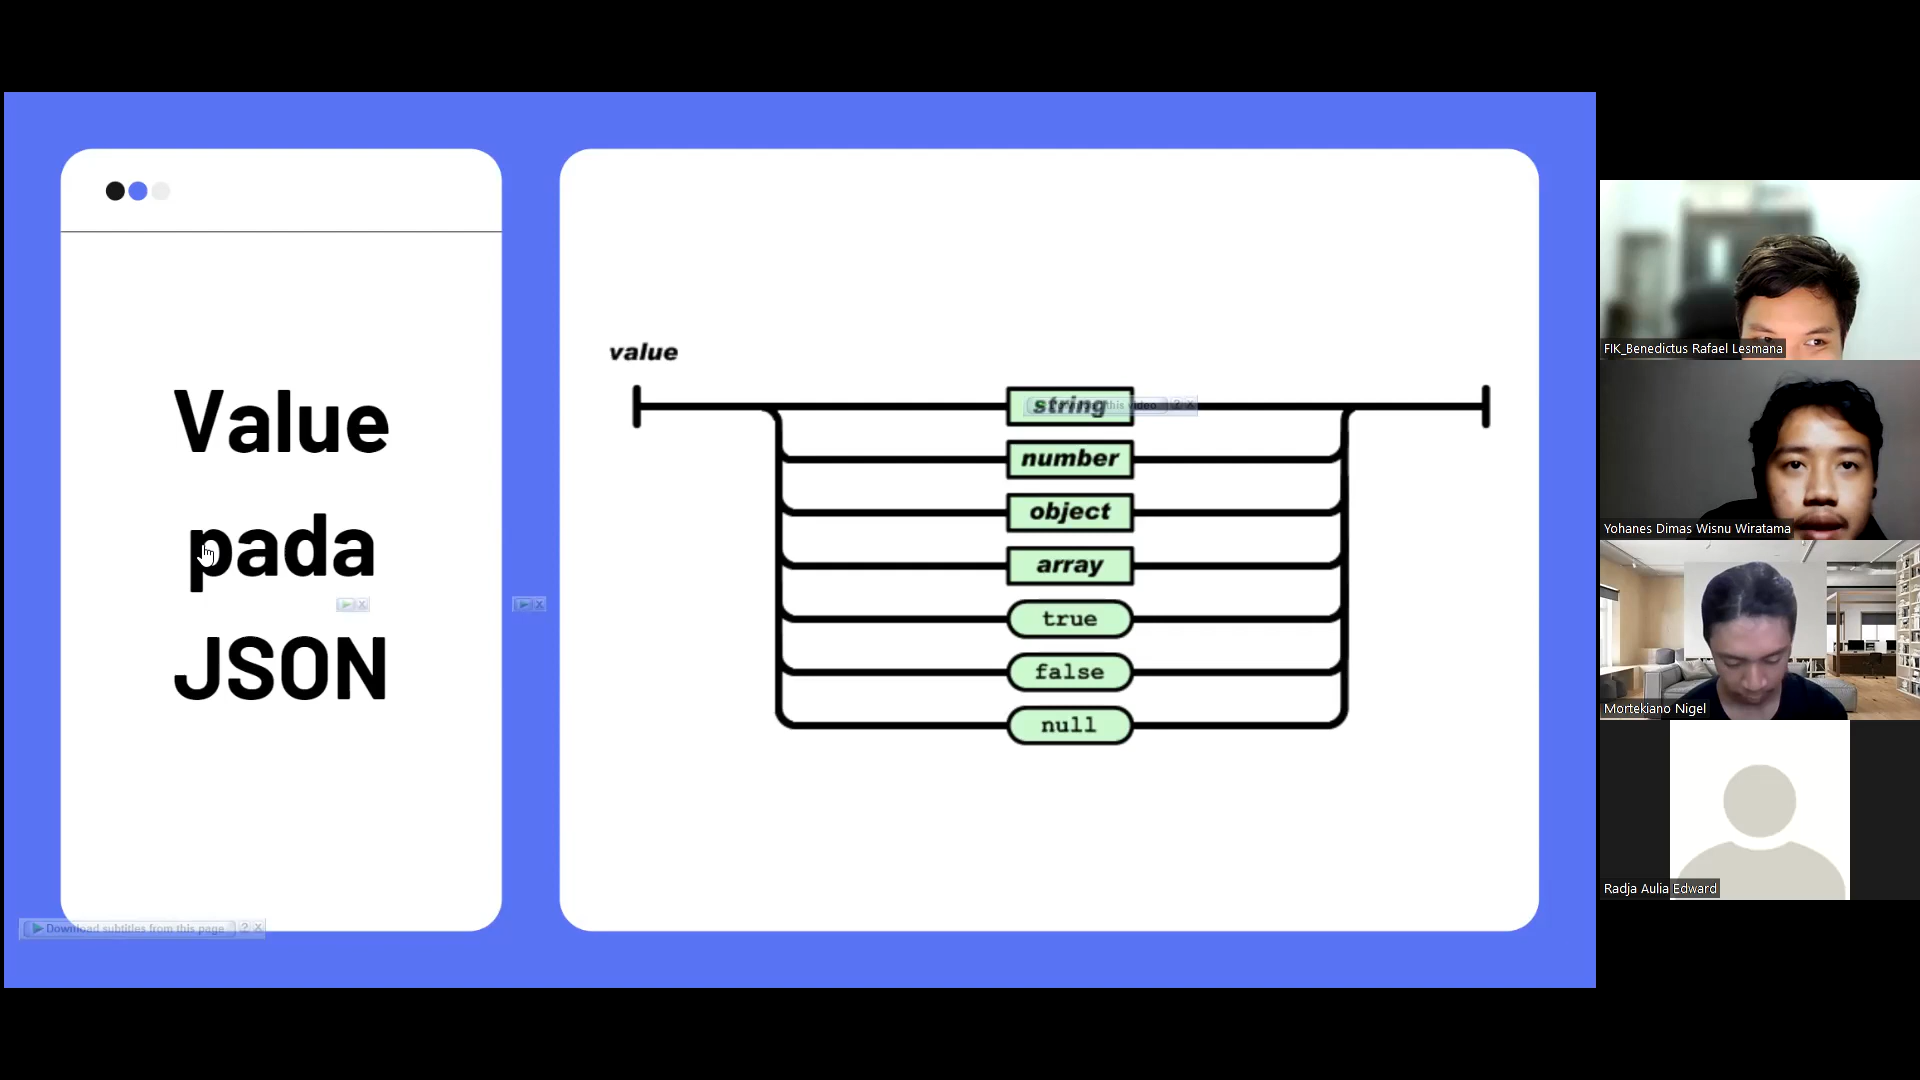 Value
pada
JSON
value
string
number
object
array
true
false
null
Download subtitles from this page ? X
FIK_Benedictus Rafael Lesmana
Yohanes Dimas Wisnu Wiratama
Mortekiano Nigel
Radja Aulia Edward